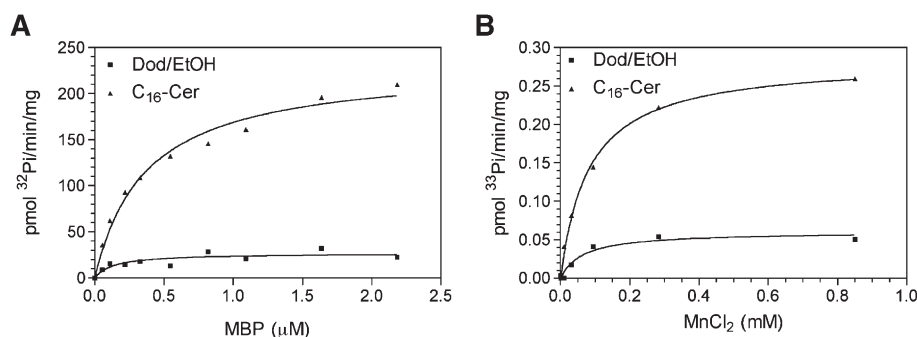 A
250
200
150
100
50
0
pmol ³²Pi/min/mg
Dod/EtOH
C₁₆-Cer
0.0 0.5 1.0 1.5 2.0 2.5
MBP (μM)
B
0.30
0.25
0.20
0.15
0.10
0.05
0.00
pmol ³³Pi/min/mg
Dod/EtOH
C₁₆-Cer
0.0 0.2 0.4 0.6 0.8 1.0
MnCl₂ (mM)